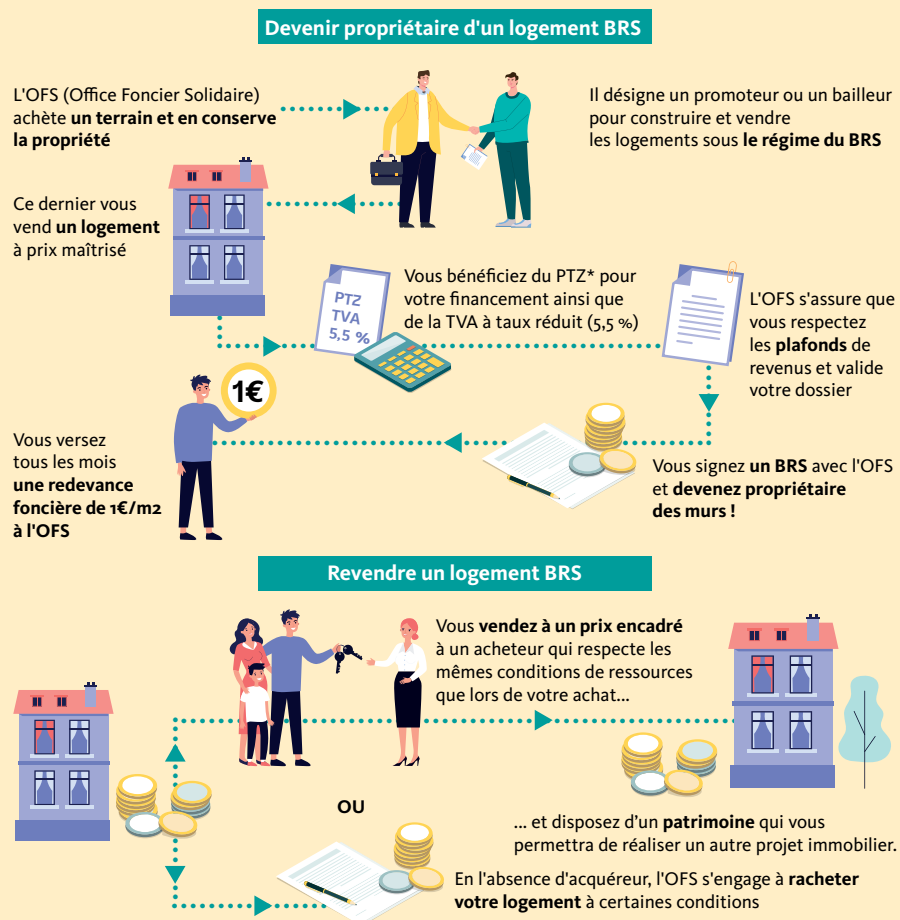 Devenir propriétaire d'un logement BRS
L'OFS (Office Foncier Solidaire)
achète un terrain et en conserve
la propriété
Il désigne un promoteur ou un bailleur
pour construire et vendre
les logements sous le régime du BRS
Ce dernier vous
vend un logement
à prix maîtrisé
PTZ
TVA
5,5 %
Vous bénéficiez du PTZ* pour
votre financement ainsi que
de la TVA à taux réduit (5,5 %)
L'OFS s'assure que
vous respectez
les plafonds de
revenus et valide
votre dossier
1€
Vous versez
tous les mois
une redevance
foncière de 1€/m2
à l'OFS
Vous signez un BRS avec l'OFS
et devenez propriétaire
des murs !
Revendre un logement BRS
Vous vendez à un prix encadré
à un acheteur qui respecte les
mêmes conditions de ressources
que lors de votre achat...
OU
... et disposez d’un patrimoine qui vous
permettra de réaliser un autre projet immobilier.
En l'absence d'acquéreur, l'OFS s'engage à racheter
votre logement à certaines conditions